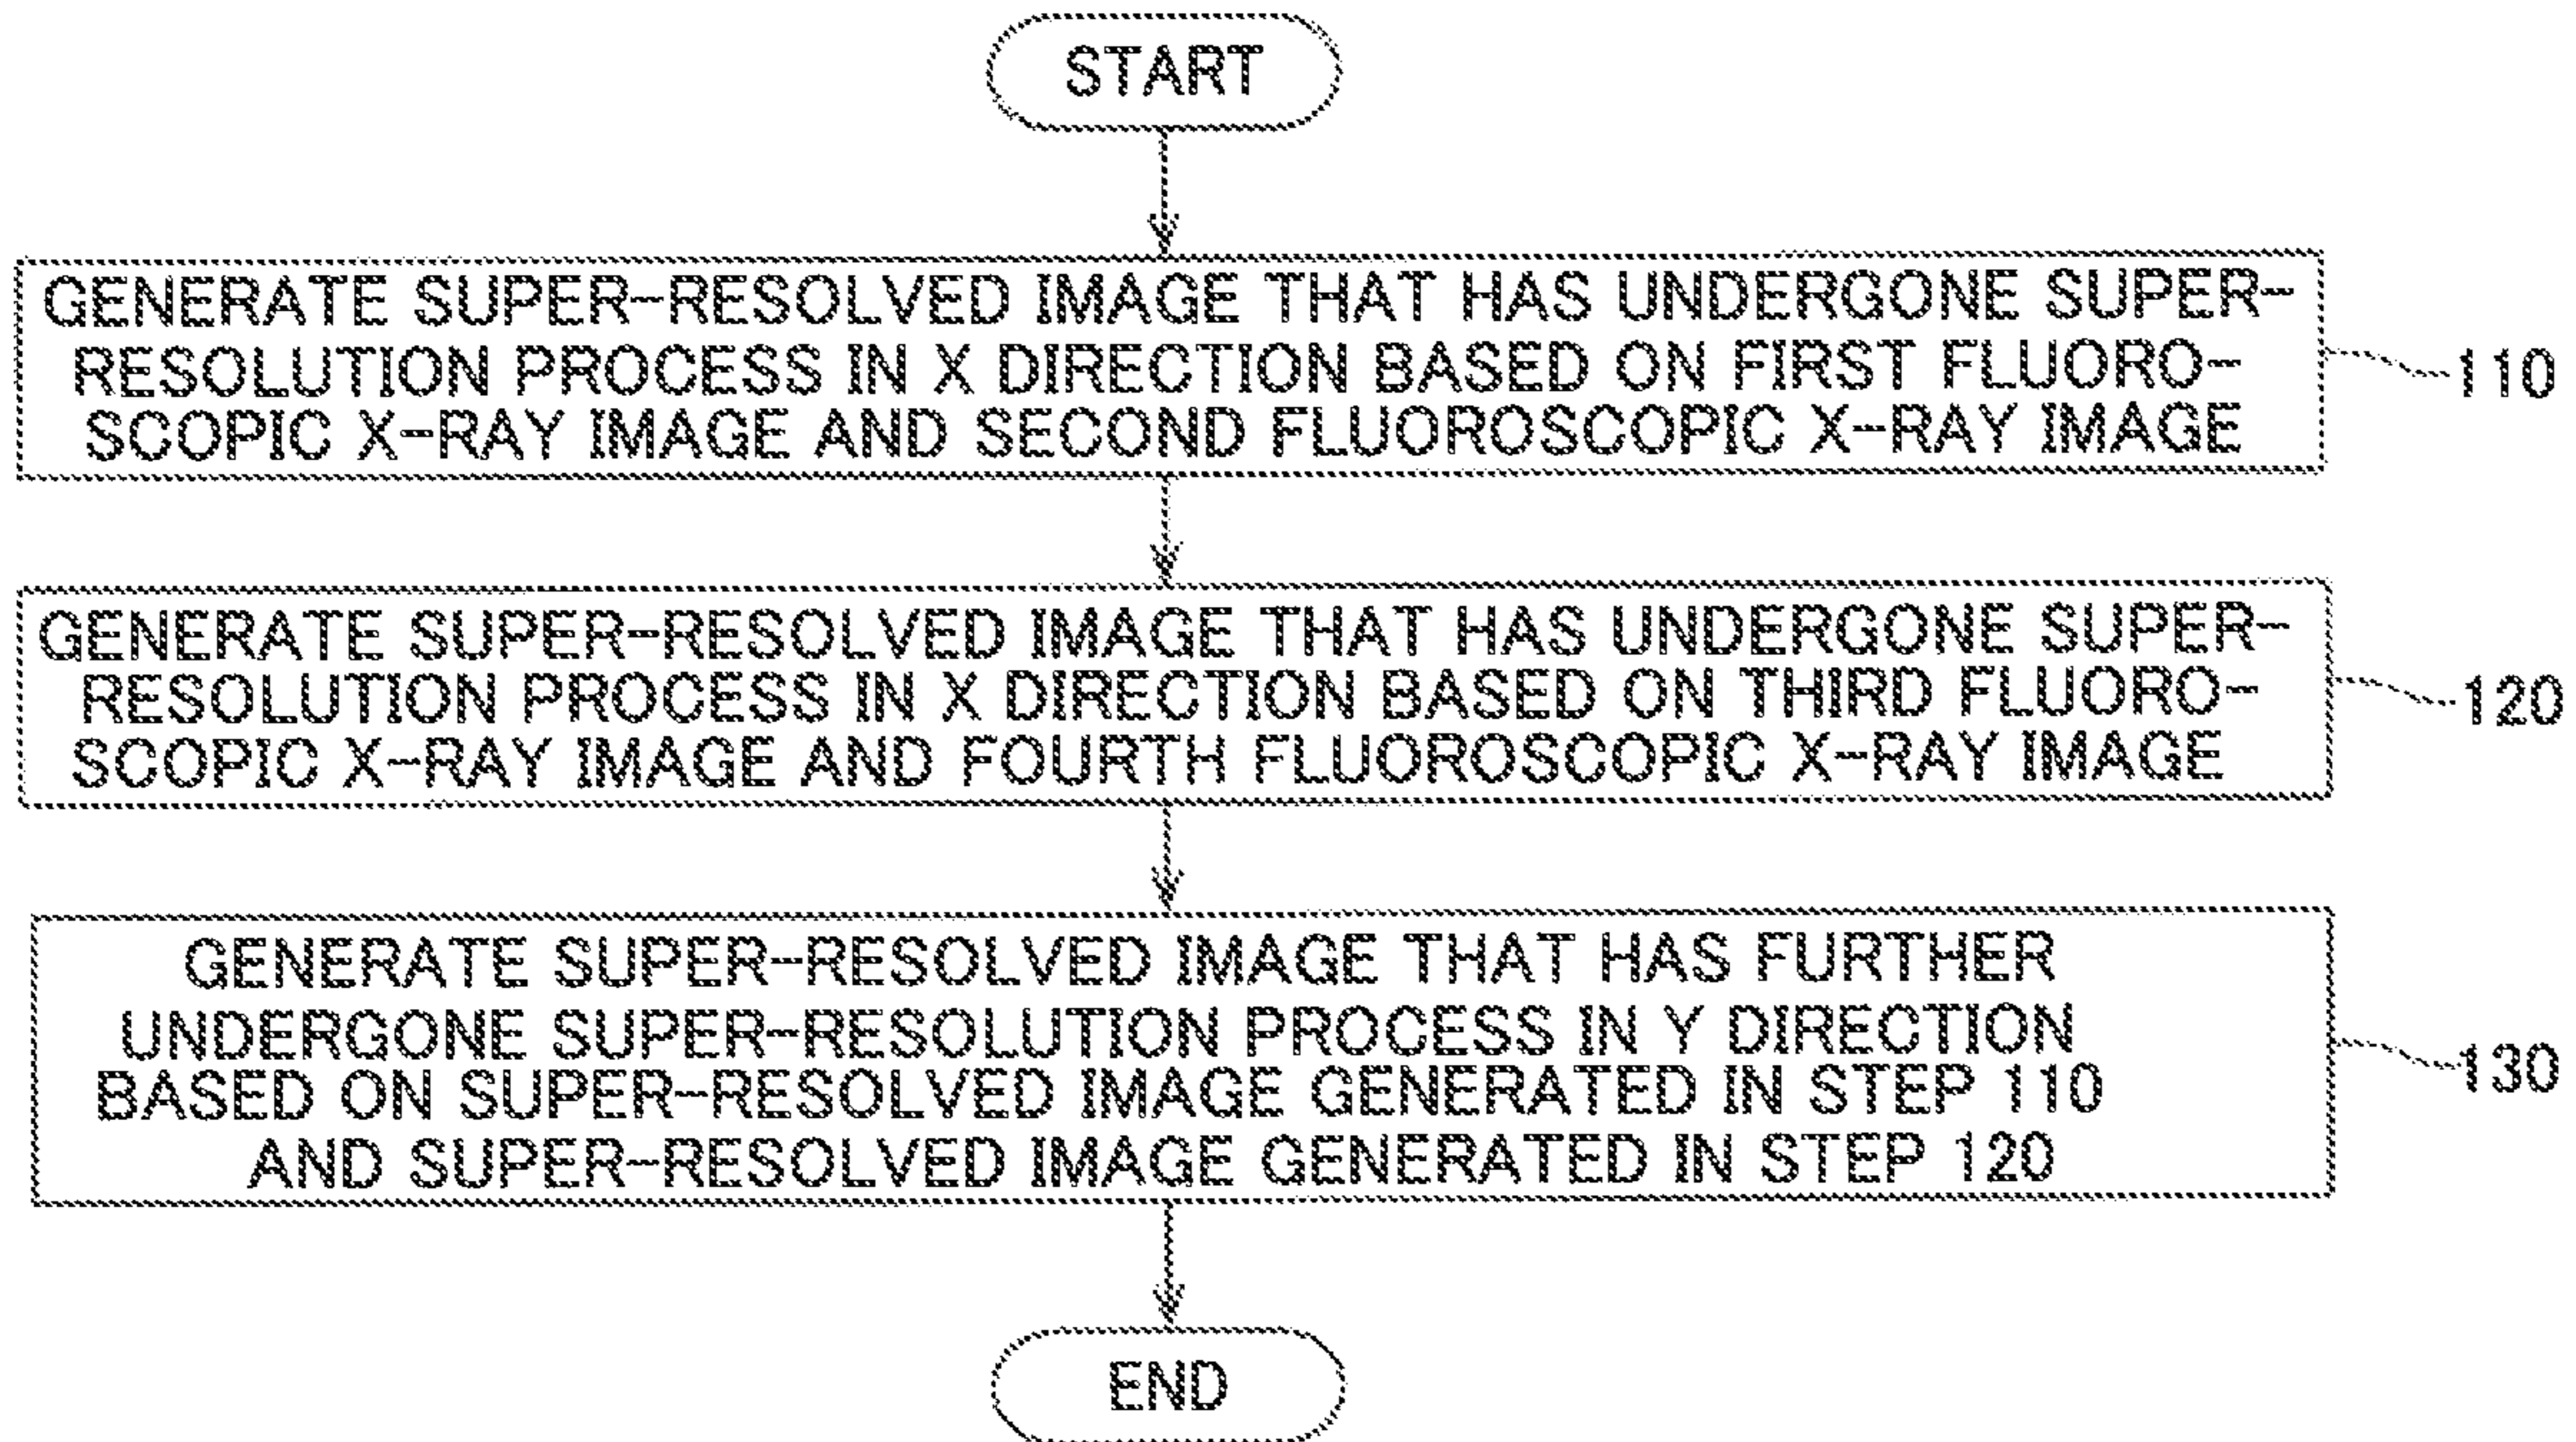 START
GENERATE SUPER-RESOLVED IMAGE THAT HAS UNDERGONE SUPER-
RESOLUTION PROCESS IN X DIRECTION BASED ON FIRST FLUORO-
SCOPIC X-RAY IMAGE AND SECOND FLUOROSCOPIC X-RAY IMAGE
110
GENERATE SUPER-RESOLVED IMAGE THAT HAS UNDERGONE SUPER-
RESOLUTION PROCESS IN X DIRECTION BASED ON THIRD FLUORO-
SCOPIC X-RAY IMAGE AND FOURTH FLUOROSCOPIC X-RAY IMAGE
120
GENERATE SUPER-RESOLVED IMAGE THAT HAS FURTHER
UNDERGONE SUPER-RESOLUTION PROCESS IN Y DIRECTION
BASED ON SUPER-RESOLVED IMAGE GENERATED IN STEP 110
AND SUPER-RESOLVED IMAGE GENERATED IN STEP 120
130
END